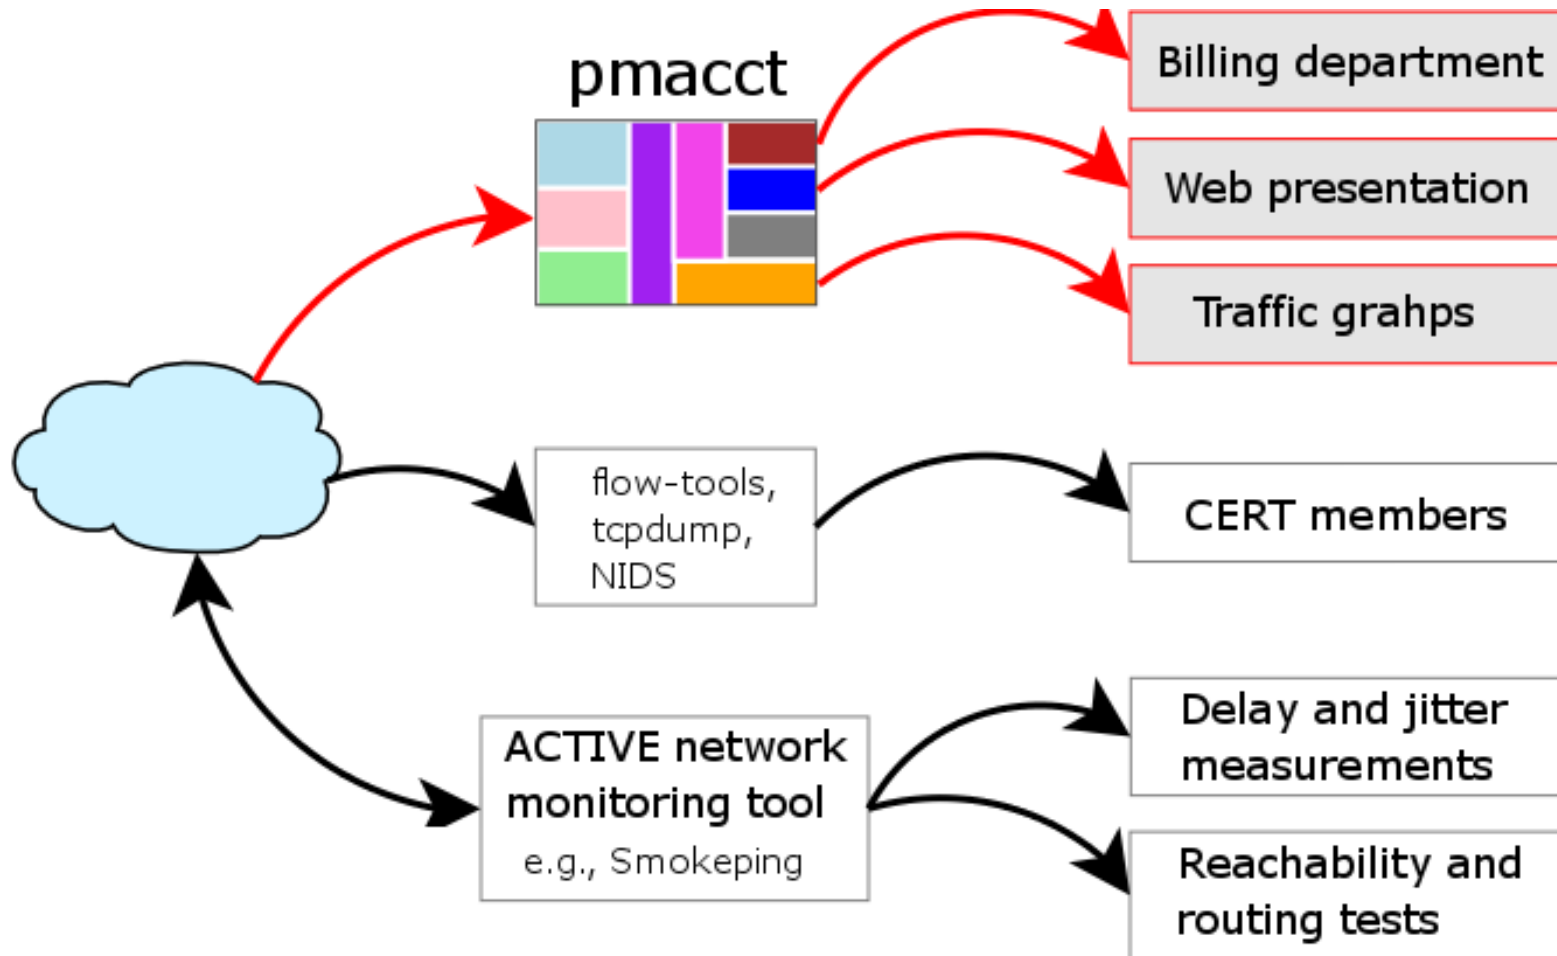 pmacct
Billing department
Web presentation
Traffic grahps
flow-tools,
tcpdump,
NIDS
CERT members
ACTIVE network
monitoring tool
e.g., Smokeping
Delay and jitter
measurements
Reachability and
routing tests